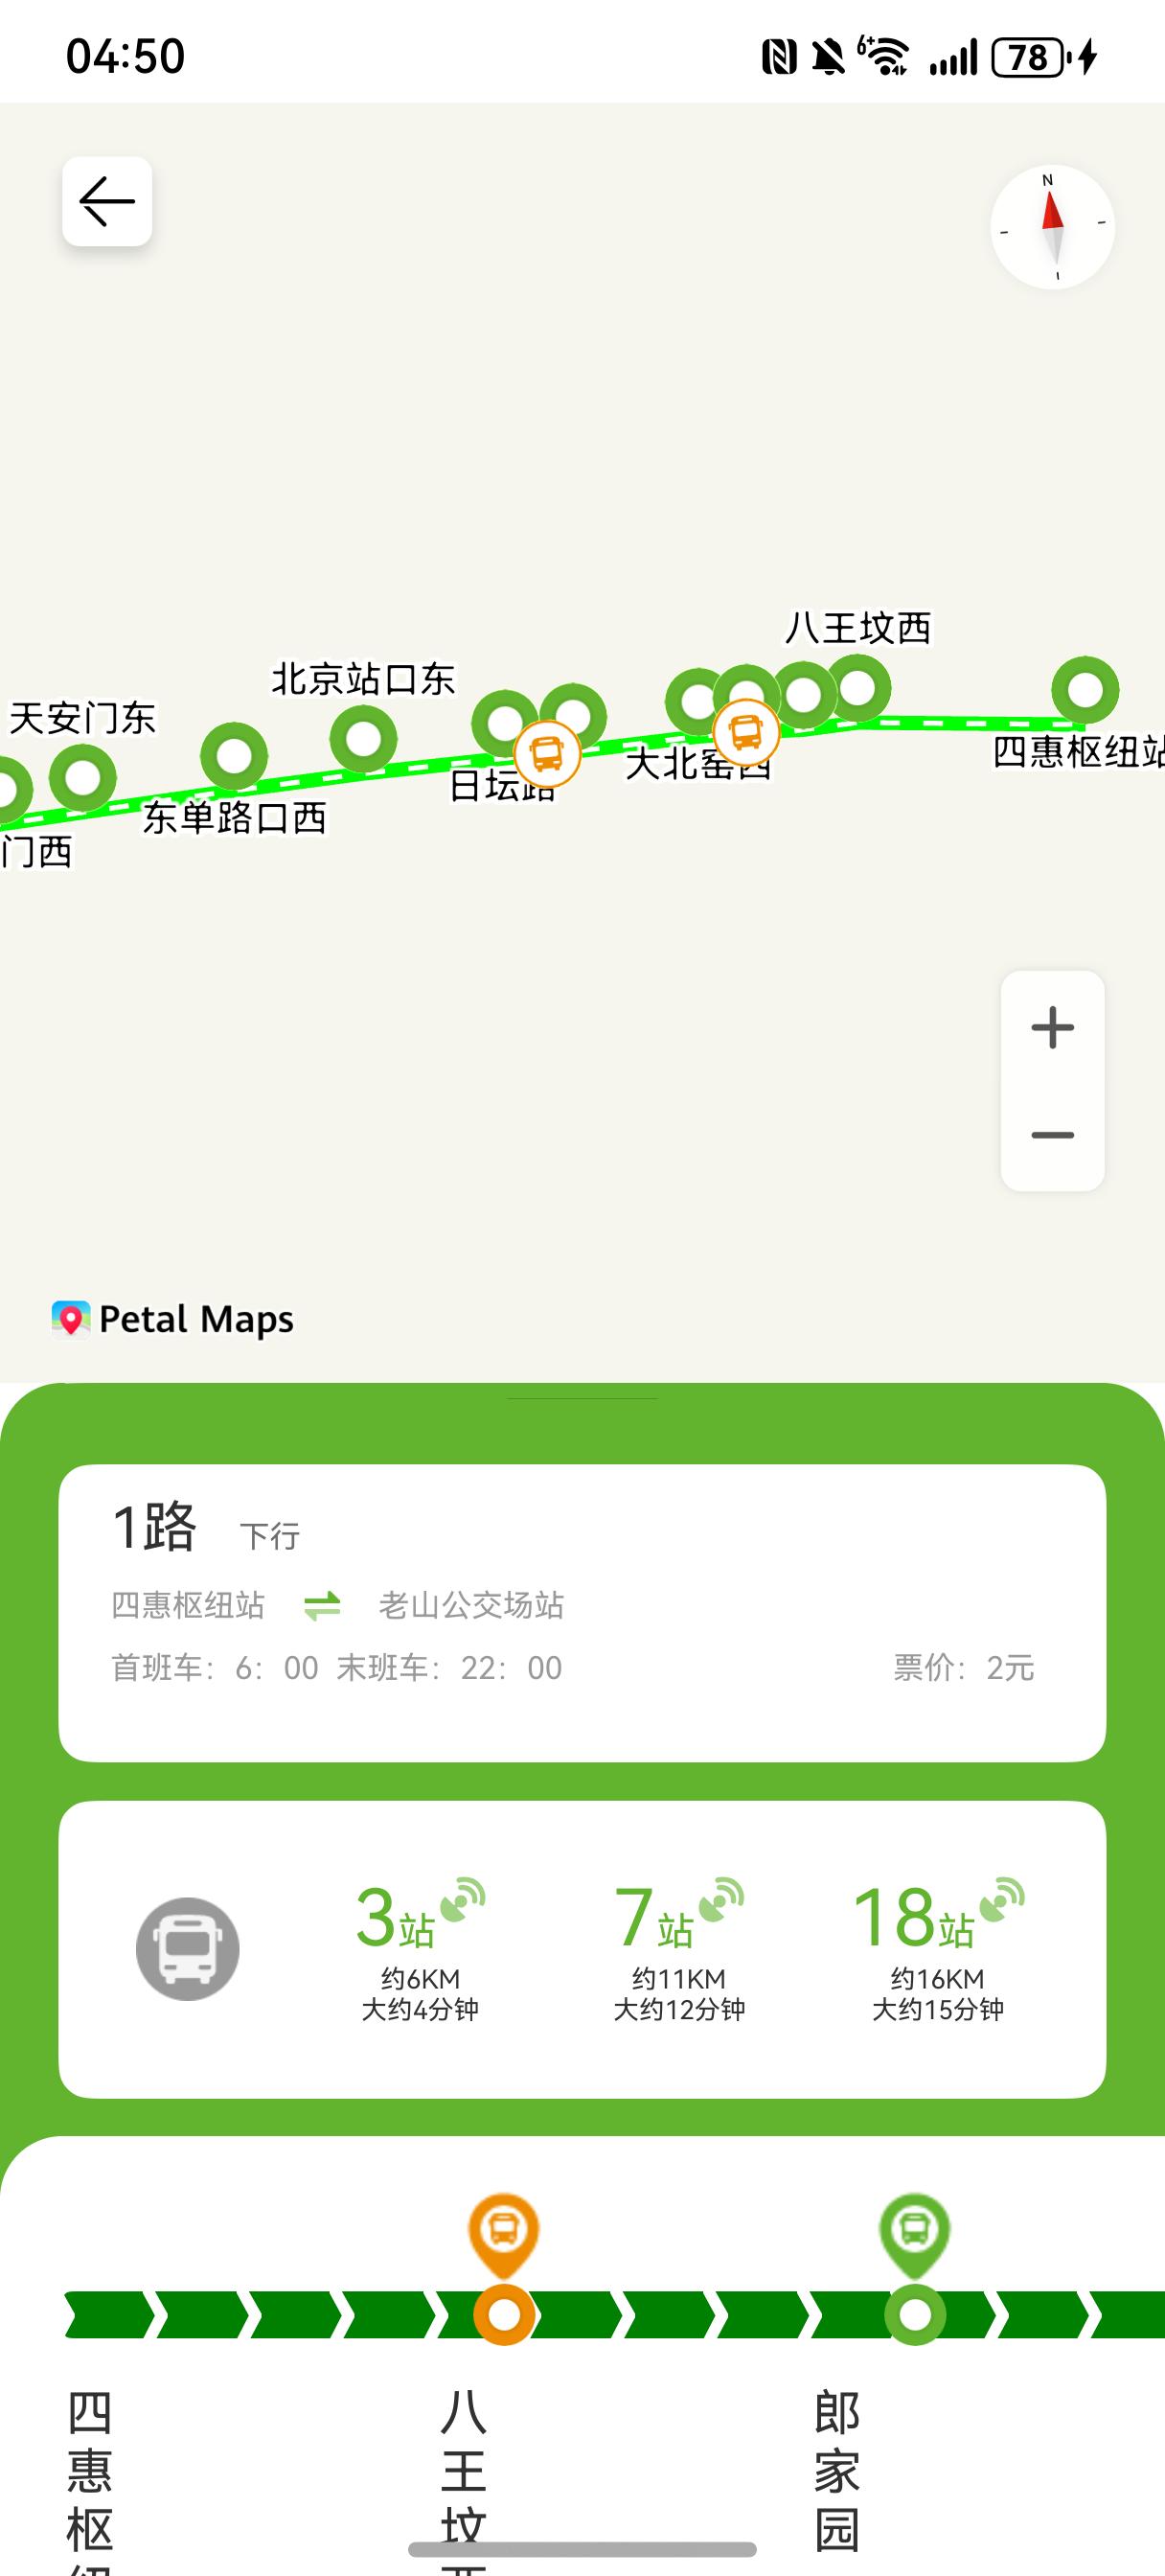 04:50
6+
78
N
八王坟西
北京站口东
天安门东
四惠枢纽站
大北窑西
日坛路
东单路口西
门西
Petal Maps
1路 下行
四惠枢纽站 老山公交场站
首班车：6：00 末班车：22：00 票价：2元
3站 7站 18站
约6KM 约11KM 约16KM
大约4分钟 大约12分钟 大约15分钟
四惠枢纽
八王坟西
郎家园